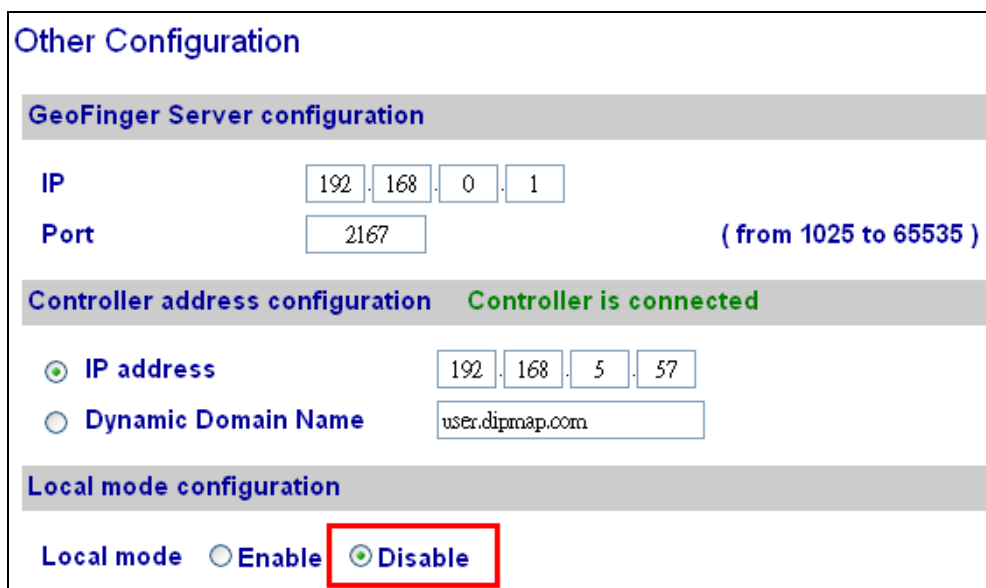 Other Configuration
GeoFinger Server configuration
IP 192 . 168 . 0 . 1
Port 2167 ( from 1025 to 65535 )
Controller address configuration Controller is connected
IP address 192 . 168 . 5 . 57
Dynamic Domain Name user.dipmap.com
Local mode configuration
Local mode Enable Disable